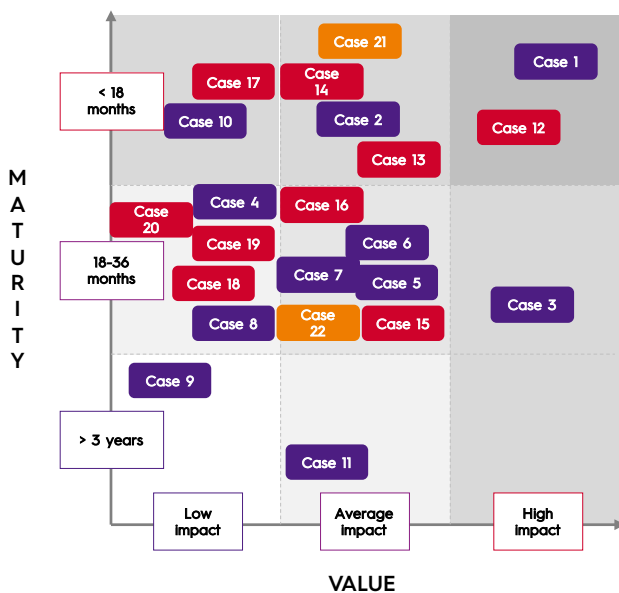 Case 21
Case 1
Case 17
Case
14
< 18
months
Case 10
Case 2
Case 12
Case 13
MATURITY
Case 4
Case 16
Case
20
Case 19
Case 6
18-36
months
Case 18
Case 7
Case 5
Case 3
Case 8
Case
22
Case 15
Case 9
> 3 years
Case 11
Low
impact
Average
impact
High
impact
VALUE